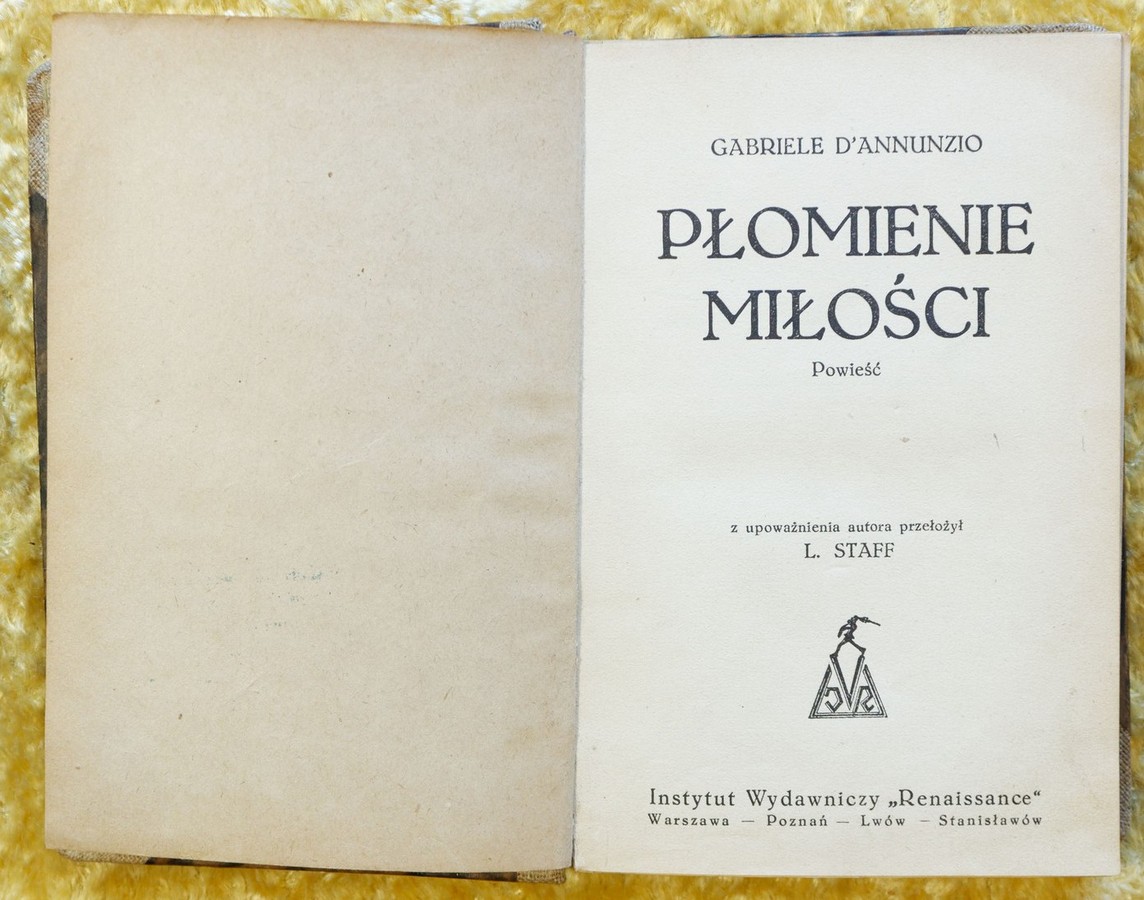 GABRIELE D'ANNUNZIO
PŁOMIENIE
MIŁOŚCI
Powieść
z upoważnienia autora przełożył
L. STAFF
Instytut Wydawniczy „Renaissance“
Warszawa — Poznań — Lwów — Stanisławów